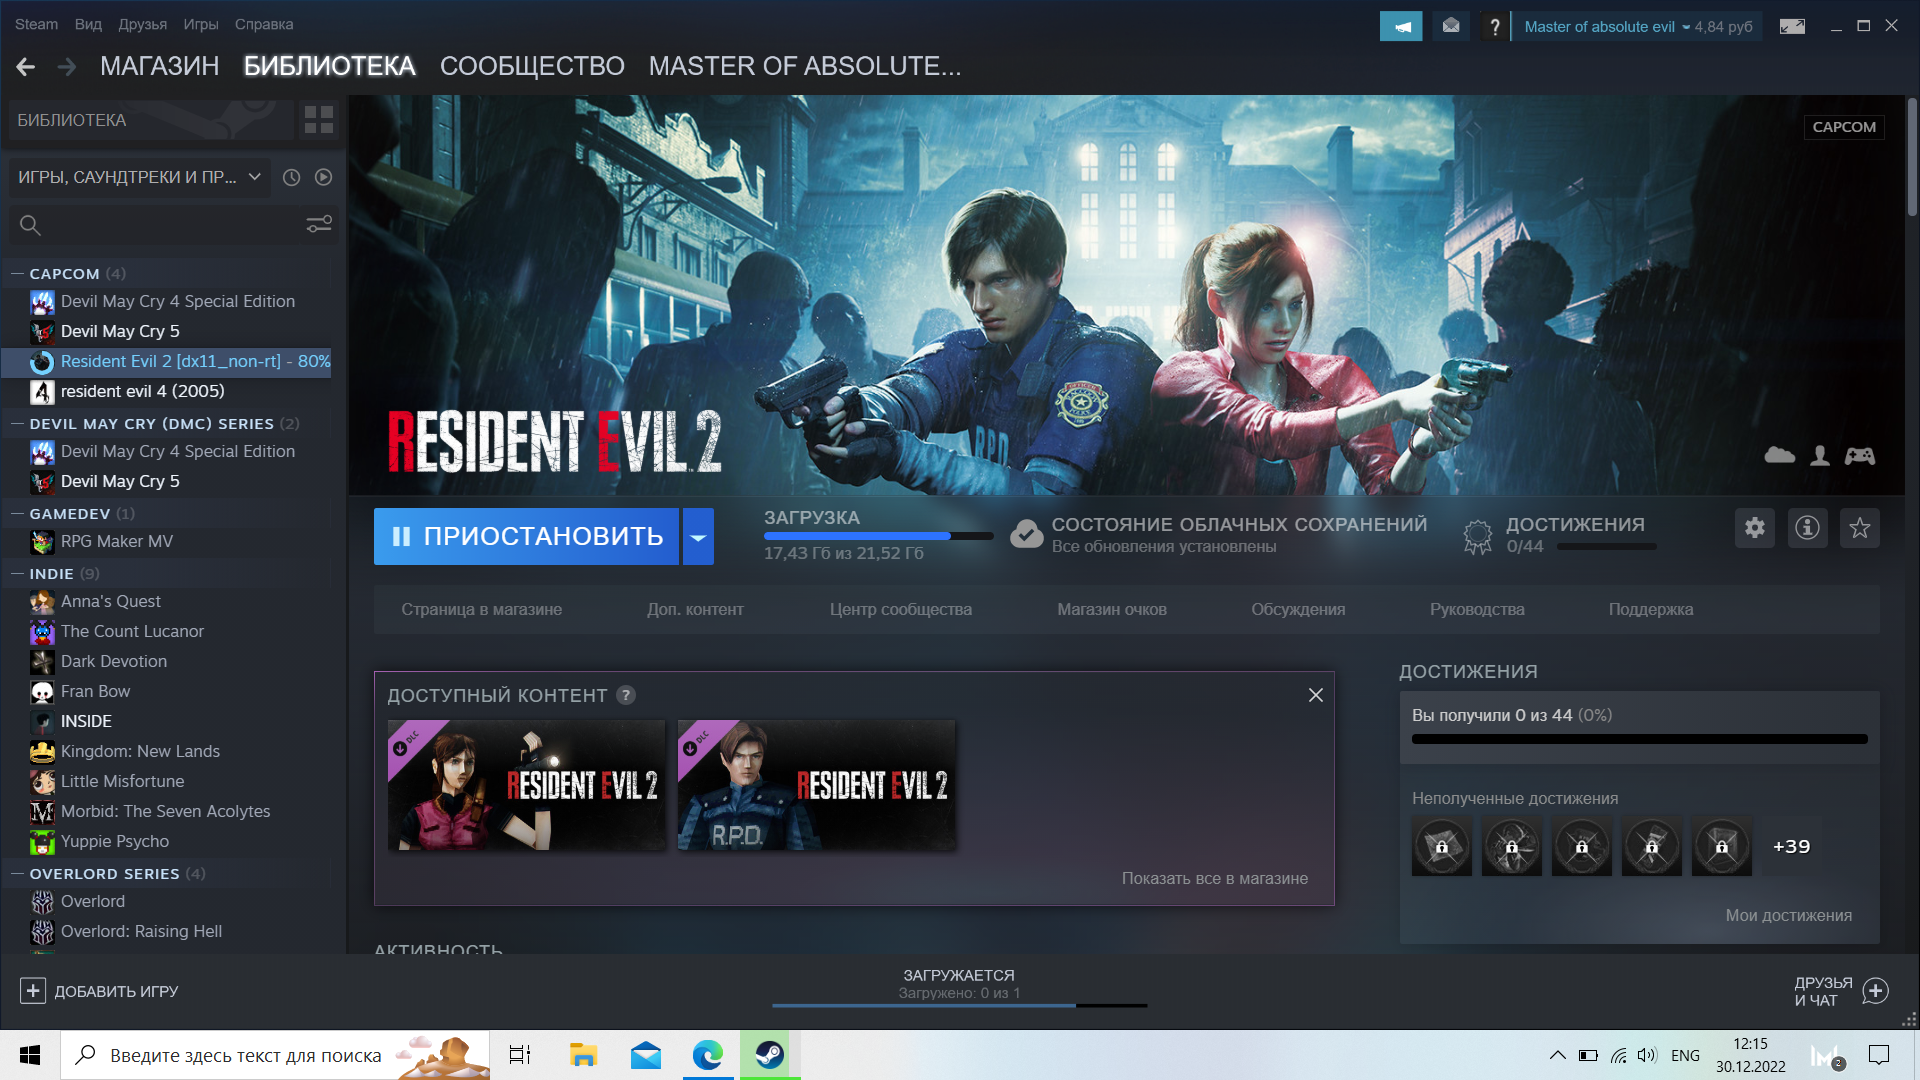 Steam Вид Друзья Игры Справка
? Master of absolute evil 4,84 руб
МАГАЗИН БИБЛИОТЕКА СООБЩЕСТВО MASTER OF ABSOLUTE...
БИБЛИОТЕКА
ИГРЫ, САУНДТРЕКИ И ПР...
CAPCOM (4)
Devil May Cry 4 Special Edition
Devil May Cry 5
Resident Evil 2 [dx11_non-rt] - 80%
resident evil 4 (2005)
DEVIL MAY CRY (DMC) SERIES (2)
Devil May Cry 4 Special Edition
Devil May Cry 5
GAMEDEV (1)
RPG Maker MV
INDIE (9)
Anna's Quest
The Count Lucanor
Dark Devotion
Fran Bow
INSIDE
Kingdom: New Lands
Little Misfortune
Morbid: The Seven Acolytes
Yuppie Psycho
OVERLORD SERIES (4)
Overlord
Overlord: Raising Hell
CAPCOM
R.P.D.
RESIDENT EVIL 2
ПРИОСТАНОВИТЬ
ЗАГРУЗКА
17,43 Гб из 21,52 Гб
СОСТОЯНИЕ ОБЛАЧНЫХ СОХРАНЕНИЙ
Все обновления установлены
ДОСТИЖЕНИЯ
0/44
Страница в магазине Доп. контент Центр сообщества Магазин очков Обсуждения Руководства Поддержка
ДОСТУПНЫЙ КОНТЕНТ ?
DLC
RESIDENT EVIL 2
DLC
RESIDENT EVIL 2
R.P.D.
Показать все в магазине
АКТИВНОСТЬ
ДОСТИЖЕНИЯ
Вы получили 0 из 44 (0%)
Неполученные достижения
+39
Мои достижения
ДОБАВИТЬ ИГРУ
ЗАГРУЖАЕТСЯ
Загружено: 0 из 1
ДРУЗЬЯ
И ЧАТ
Введите здесь текст для поиска
ENG
12:15
30.12.2022
2